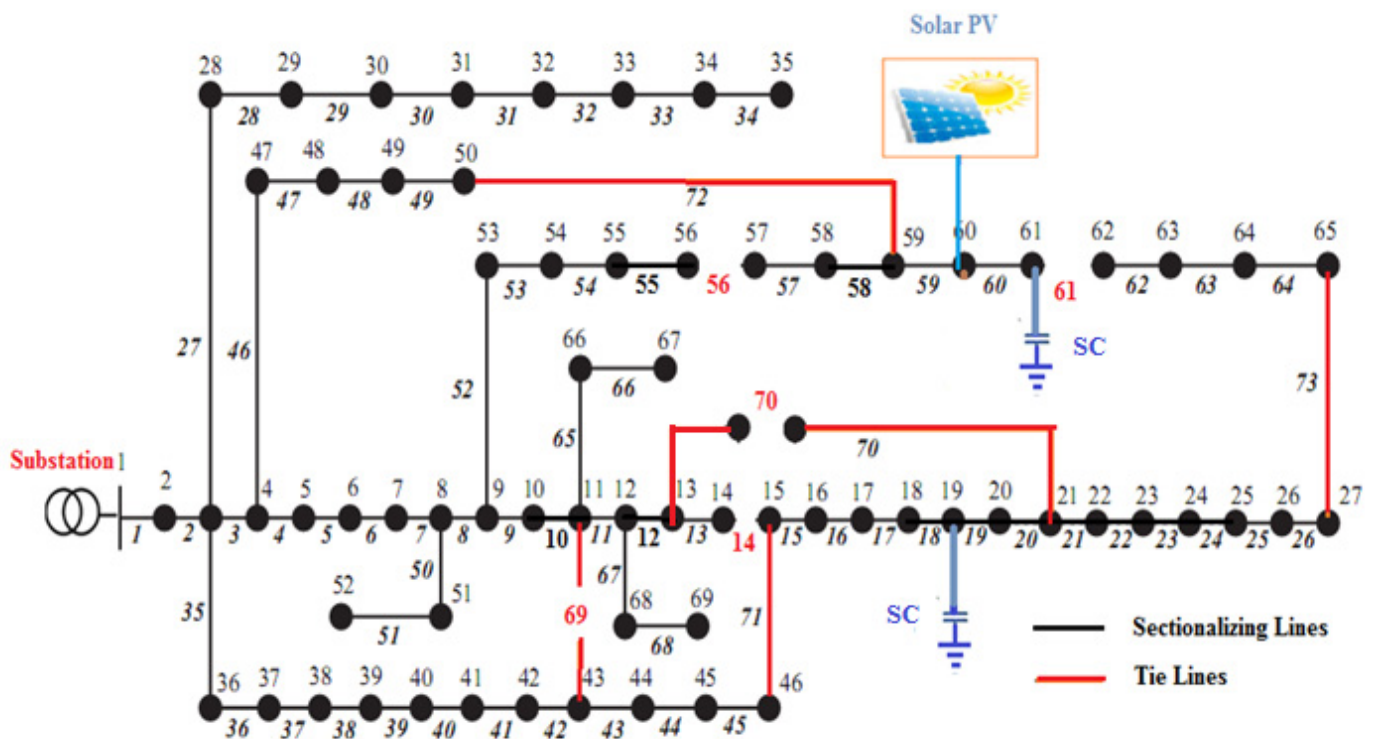 Solar PV
28 29 30 31 32 33 34 35
28 29 30 31 32 33 34
47 48 49 50
47 48 49 72
53 54 55 56 57 58 59 60 61 62 63 64 65
53 54 55 56 57 58 59 60 61 62 63 64
27 46 52 73
66 67
66
SC
65
70
70
Substation 1
2 3 4 5 6 7 8 9 10 11 12 13 14 15 16 17 18 19 20 21 22 23 24 25 26 27
1 2 3 4 5 6 7 8 9 10 11 12 13 14 15 16 17 18 19 20 21 22 23 24 25 26
50 67
52 51 68 69
35 51 69 68 71
SC
Sectionalizing Lines
Tie Lines
36 37 38 39 40 41 42 43 44 45 46
36 37 38 39 40 41 42 43 44 45